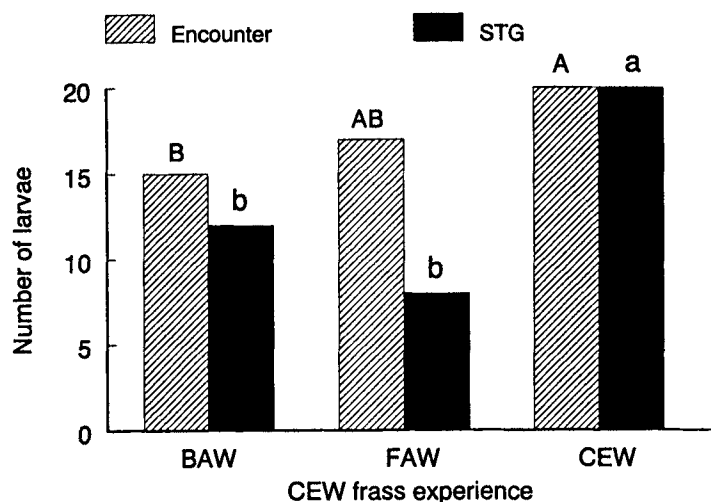 Encounter STG
20
15
10
5
0
Number of larvae
B
b
AB
b
A a
BAW FAW CEW
CEW frass experience